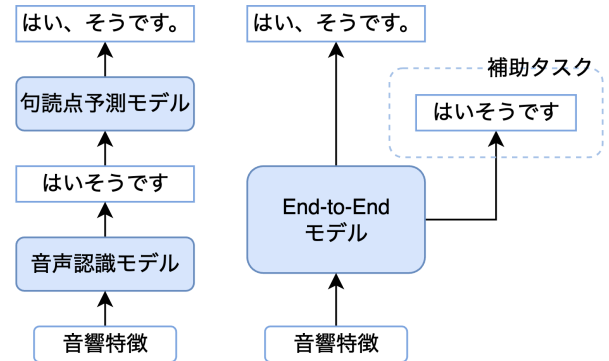 はい、そうです。
句読点予測モデル
はいそうです
音声認識モデル
音響特徴
はい、そうです。
補助タスク
はいそうです
End-to-End
モデル
音響特徴